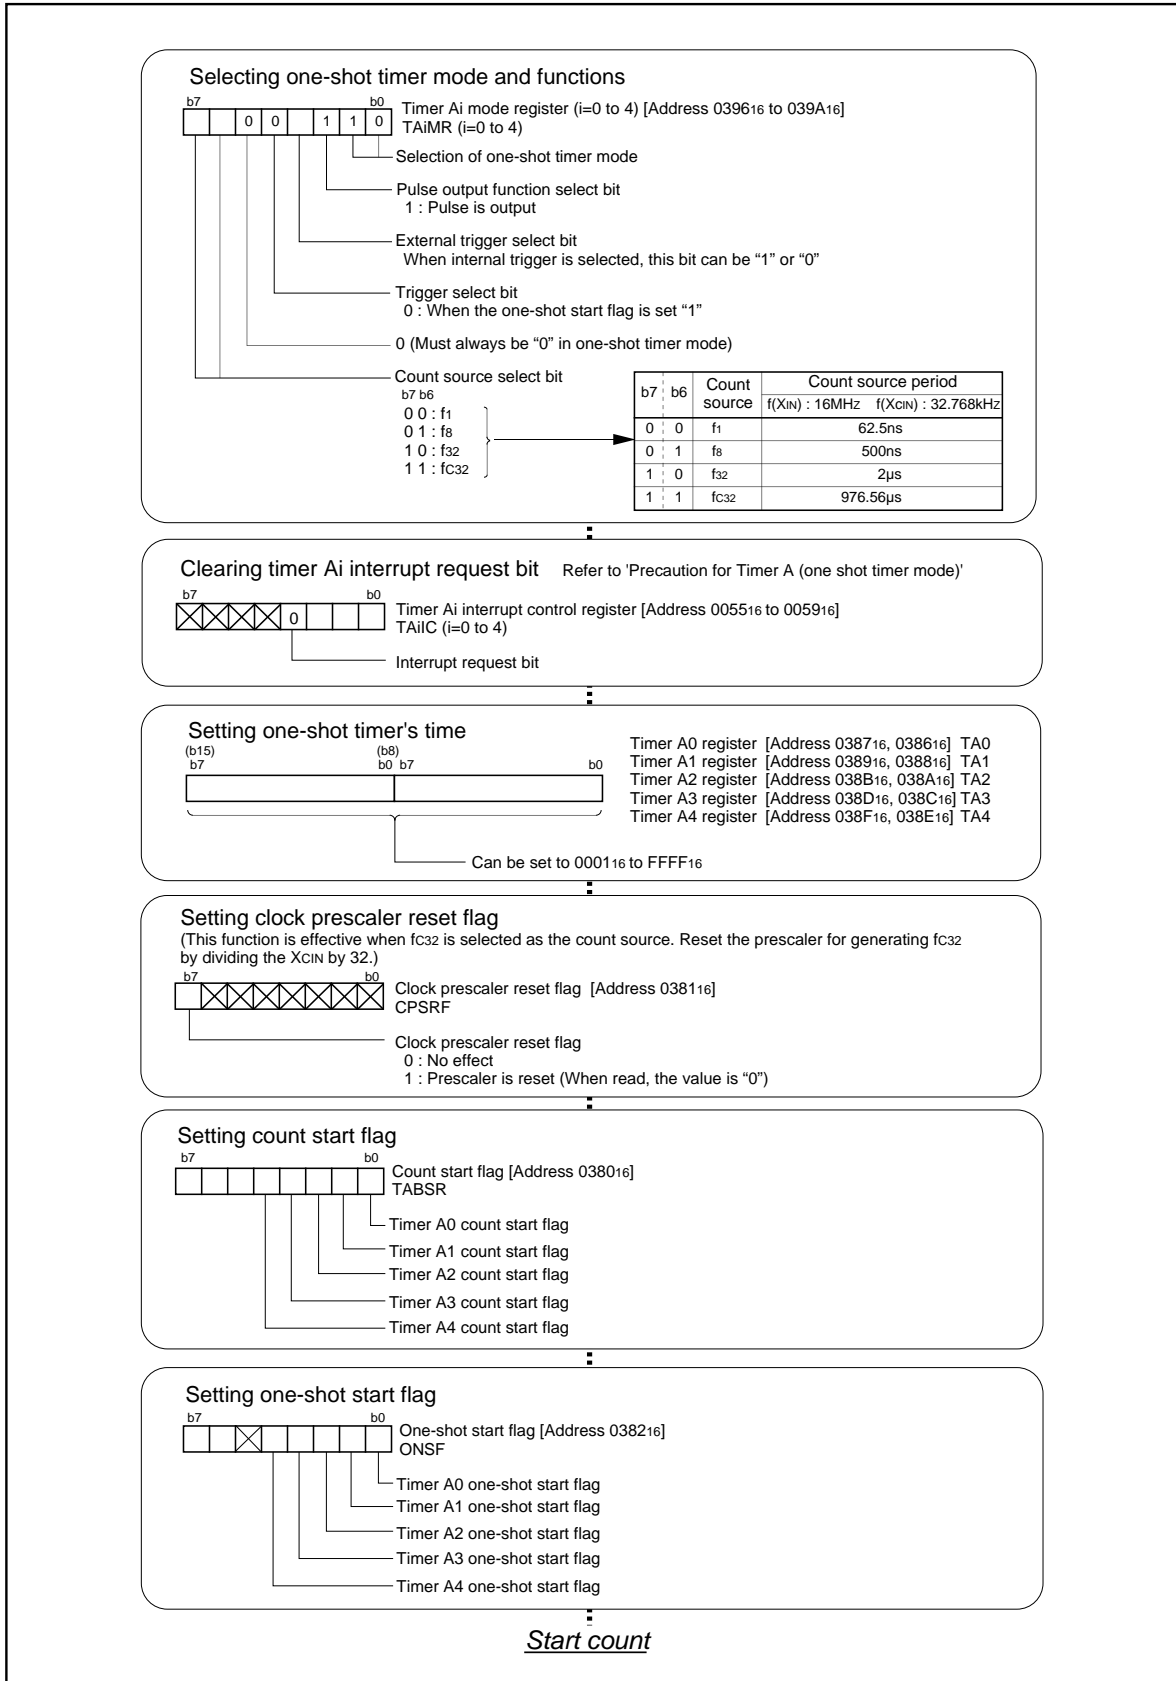 Selecting one-shot timer mode and functions
b7 b0
0 0 1 1 0
Timer Ai mode register (i=0 to 4) [Address 039616 to 039A16]
TAiMR (i=0 to 4)
Selection of one-shot timer mode
Pulse output function select bit
1 : Pulse is output
External trigger select bit
When internal trigger is selected, this bit can be “1” or “0”
Trigger select bit
0 : When the one-shot start flag is set “1”
0 (Must always be “0” in one-shot timer mode)
Count source select bit
b7 b6
0 0 : f1
0 1 : f8
1 0 : f32
1 1 : fC32
b7 b6 Count source Count source period
f(XIN) : 16MHz f(XCIN) : 32.768kHz
0 0 f1 62.5ns
0 1 f8 500ns
1 0 f32 2µs
1 1 fC32 976.56µs
Clearing timer Ai interrupt request bit Refer to 'Precaution for Timer A (one shot timer mode)'
b7 b0
0
Timer Ai interrupt control register [Address 005516 to 005916]
TAiIC (i=0 to 4)
Interrupt request bit
Setting one-shot timer's time
(b15) (b8)
b7 b0 b7 b0
Timer A0 register [Address 038716, 038616] TA0
Timer A1 register [Address 038916, 038816] TA1
Timer A2 register [Address 038B16, 038A16] TA2
Timer A3 register [Address 038D16, 038C16] TA3
Timer A4 register [Address 038F16, 038E16] TA4
Can be set to 000116 to FFFF16
Setting clock prescaler reset flag
(This function is effective when fC32 is selected as the count source. Reset the prescaler for generating fC32
by dividing the XCIN by 32.)
b7 b0
Clock prescaler reset flag [Address 038116]
CPSRF
Clock prescaler reset flag
0 : No effect
1 : Prescaler is reset (When read, the value is “0”)
Setting count start flag
b7 b0
Count start flag [Address 038016]
TABSR
Timer A0 count start flag
Timer A1 count start flag
Timer A2 count start flag
Timer A3 count start flag
Timer A4 count start flag
Setting one-shot start flag
b7 b0
One-shot start flag [Address 038216]
ONSF
Timer A0 one-shot start flag
Timer A1 one-shot start flag
Timer A2 one-shot start flag
Timer A3 one-shot start flag
Timer A4 one-shot start flag
Start count